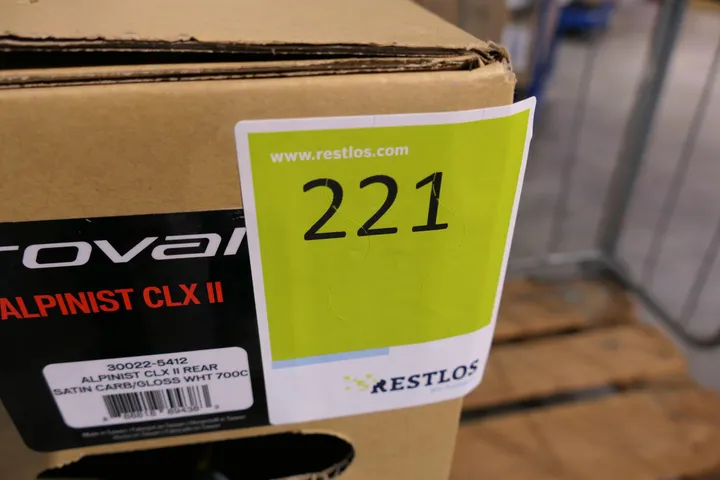 www.restlos.com
221
roval
ALPINIST CLX II
30022-5412
ALPINIST CLX II REAR
SATIN CARB/GLOSS WHT 700C
RESTLOS